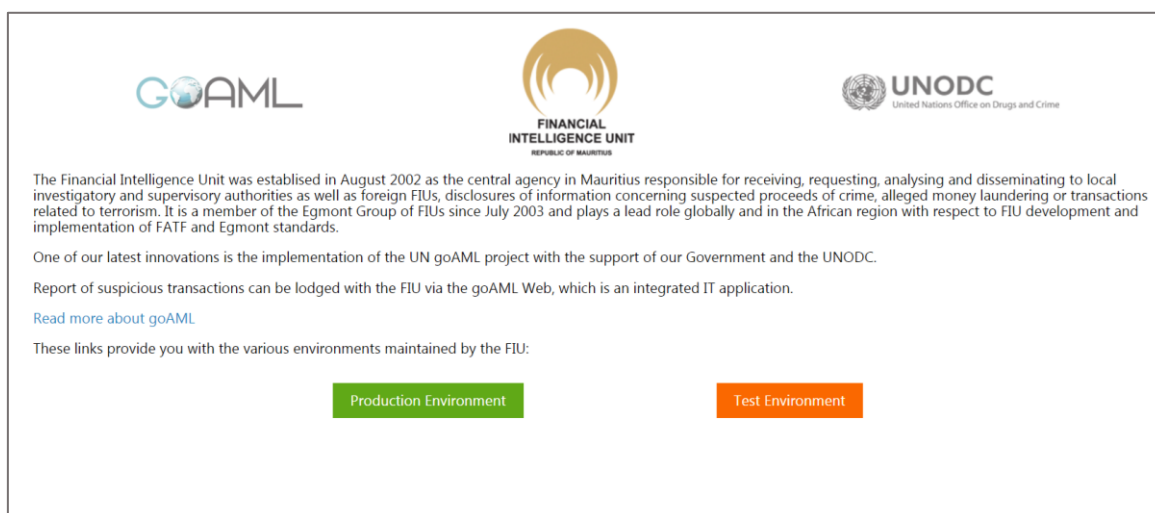 GOAML
FINANCIAL
INTELLIGENCE UNIT
REPUBLIC OF MAURITIUS
UNODC
United Nations Office on Drugs and Crime
The Financial Intelligence Unit was establised in August 2002 as the central agency in Mauritius responsible for receiving, requesting, analysing and disseminating to local
investigatory and supervisory authorities as well as foreign FIUs, disclosures of information concerning suspected proceeds of crime, alleged money laundering or transactions
related to terrorism. It is a member of the Egmont Group of FIUs since July 2003 and plays a lead role globally and in the African region with respect to FIU development and
implementation of FATF and Egmont standards.
One of our latest innovations is the implementation of the UN goAML project with the support of our Government and the UNODC.
Report of suspicious transactions can be lodged with the FIU via the goAML Web, which is an integrated IT application.
Read more about goAML
These links provide you with the various environments maintained by the FIU:
Production Environment
Test Environment